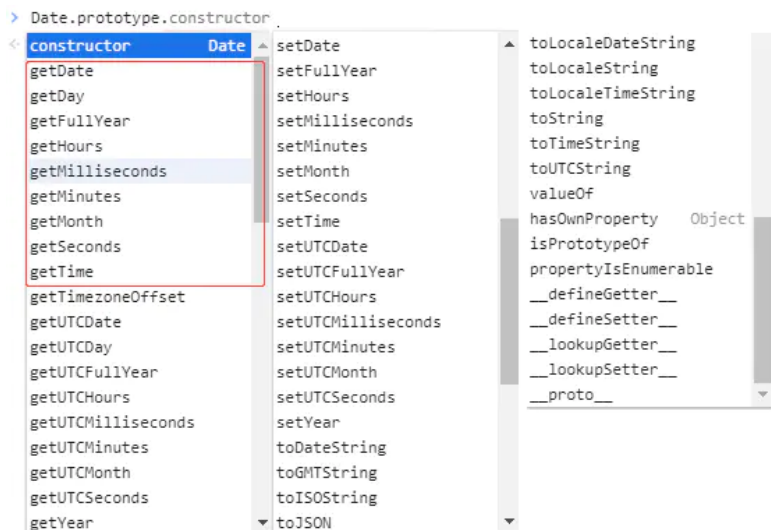 > Date.prototype.constructor
constructor Date
getDate
getDay
getFullYear
getHours
getMilliseconds
getMinutes
getMonth
getSeconds
getTime
getTimezoneOffset
getUTCDate
getUTCDay
getUTCFullYear
getUTCHours
getUTCMilliseconds
getUTCMinutes
getUTCMonth
getUTCSeconds
getYear
setDate
setFullYear
setHours
setMilliseconds
setMinutes
setMonth
setSeconds
setTime
setUTCDate
setUTCFullYear
setUTCHours
setUTCMilliseconds
setUTCMinutes
setUTCMonth
setUTCSeconds
setYear
toDateString
toGMTString
toISOString
toJSON
toLocaleDateString
toLocaleString
toLocaleTimeString
toString
toTimeString
toUTCString
valueOf
hasOwnProperty Object
isPrototypeOf
propertyIsEnumerable
__defineGetter__
__defineSetter__
__lookupGetter__
__lookupSetter__
__proto__